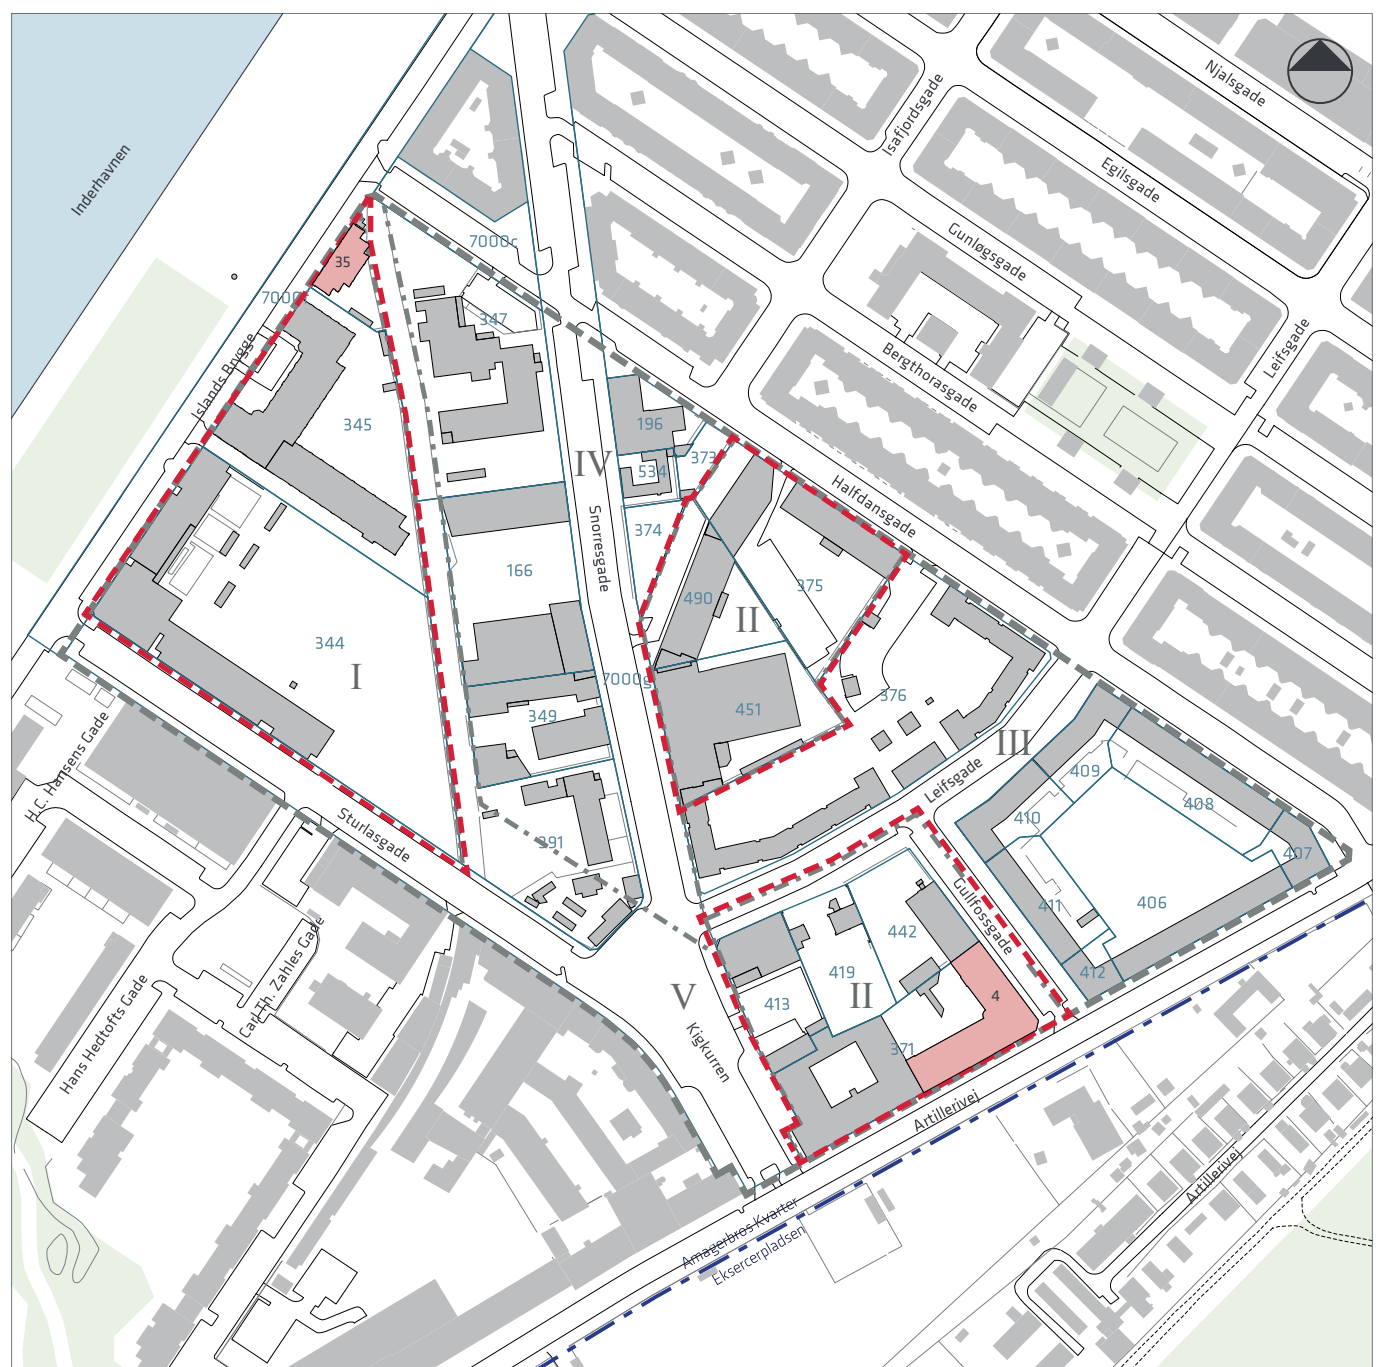 Njalsgade
Isafjordsgade
Egilsgade
Inderhavnen
Gunløgsgade
7000c
35
347
Leifsgade
Islands Brygge
Bergthorasgade
345
196
IV
534
373
Halfdansgade
Snorresgade
374
166
375
490
II
344
I
7000g
376
349
451
III
H.C. Hansens Gade
409
Leifsgade
408
410
Sturlasgade
391
407
Gullfossgade
411
406
442
Carl Th. Zahles Gade
419
412
V
II
4
413
Hans Hedtofts Gade
Kigkurren
371
Artillerivej
Artillerivej
Amagerbros Kvarter
Eksercerpladsen